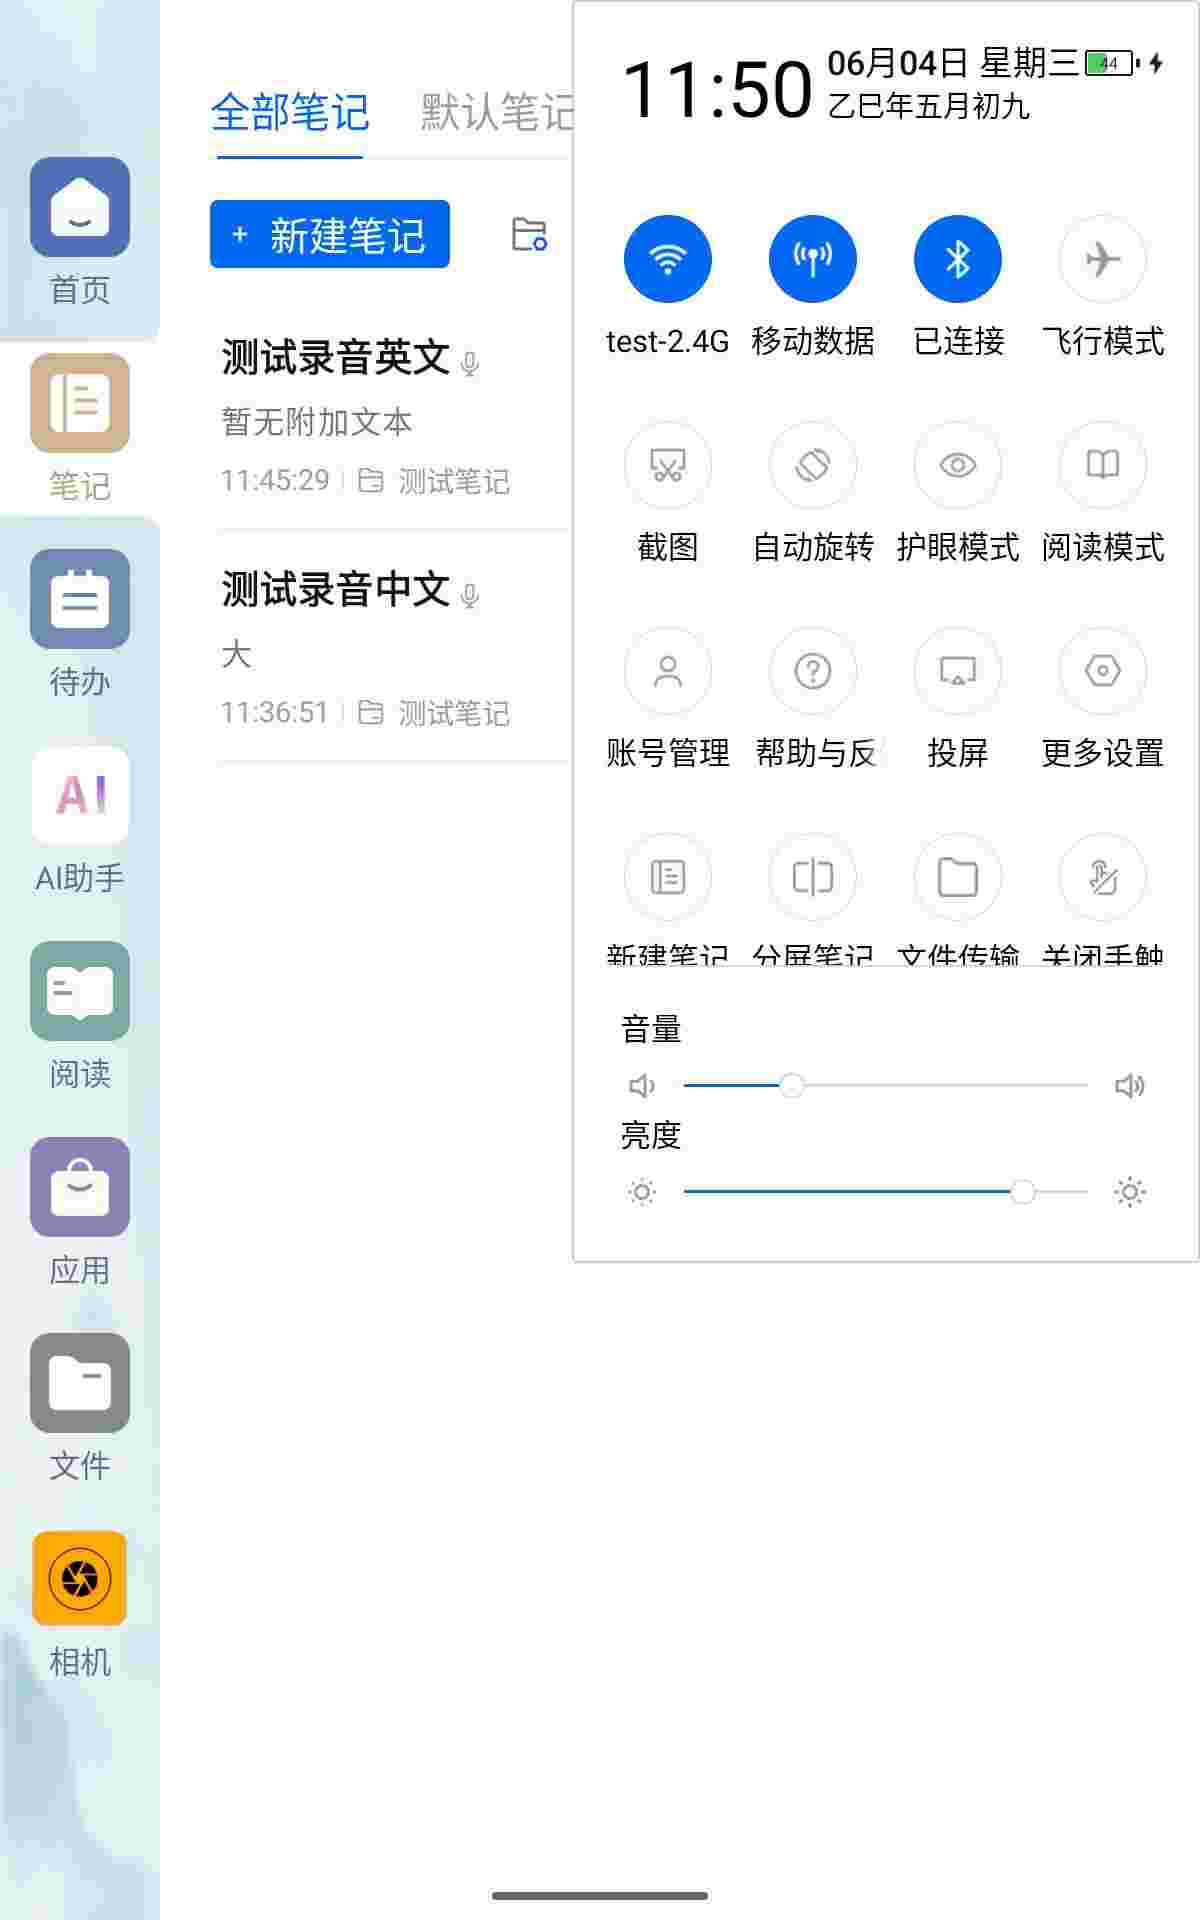 11:50
06月04日 星期三 44
乙巳年五月初九
全部笔记 默认笔记
+ 新建笔记
首页
笔记
待办
AI
AI助手
阅读
应用
文件
相机
测试录音英文
暂无附加文本
11:45:29 测试笔记
测试录音中文
大
11:36:51 测试笔记
test-2.4G 移动数据 已连接 飞行模式
截图 自动旋转 护眼模式 阅读模式
账号管理 帮助与反 投屏 更多设置
新建笔记 分屏笔记 文件传输 关闭手触
音量
亮度